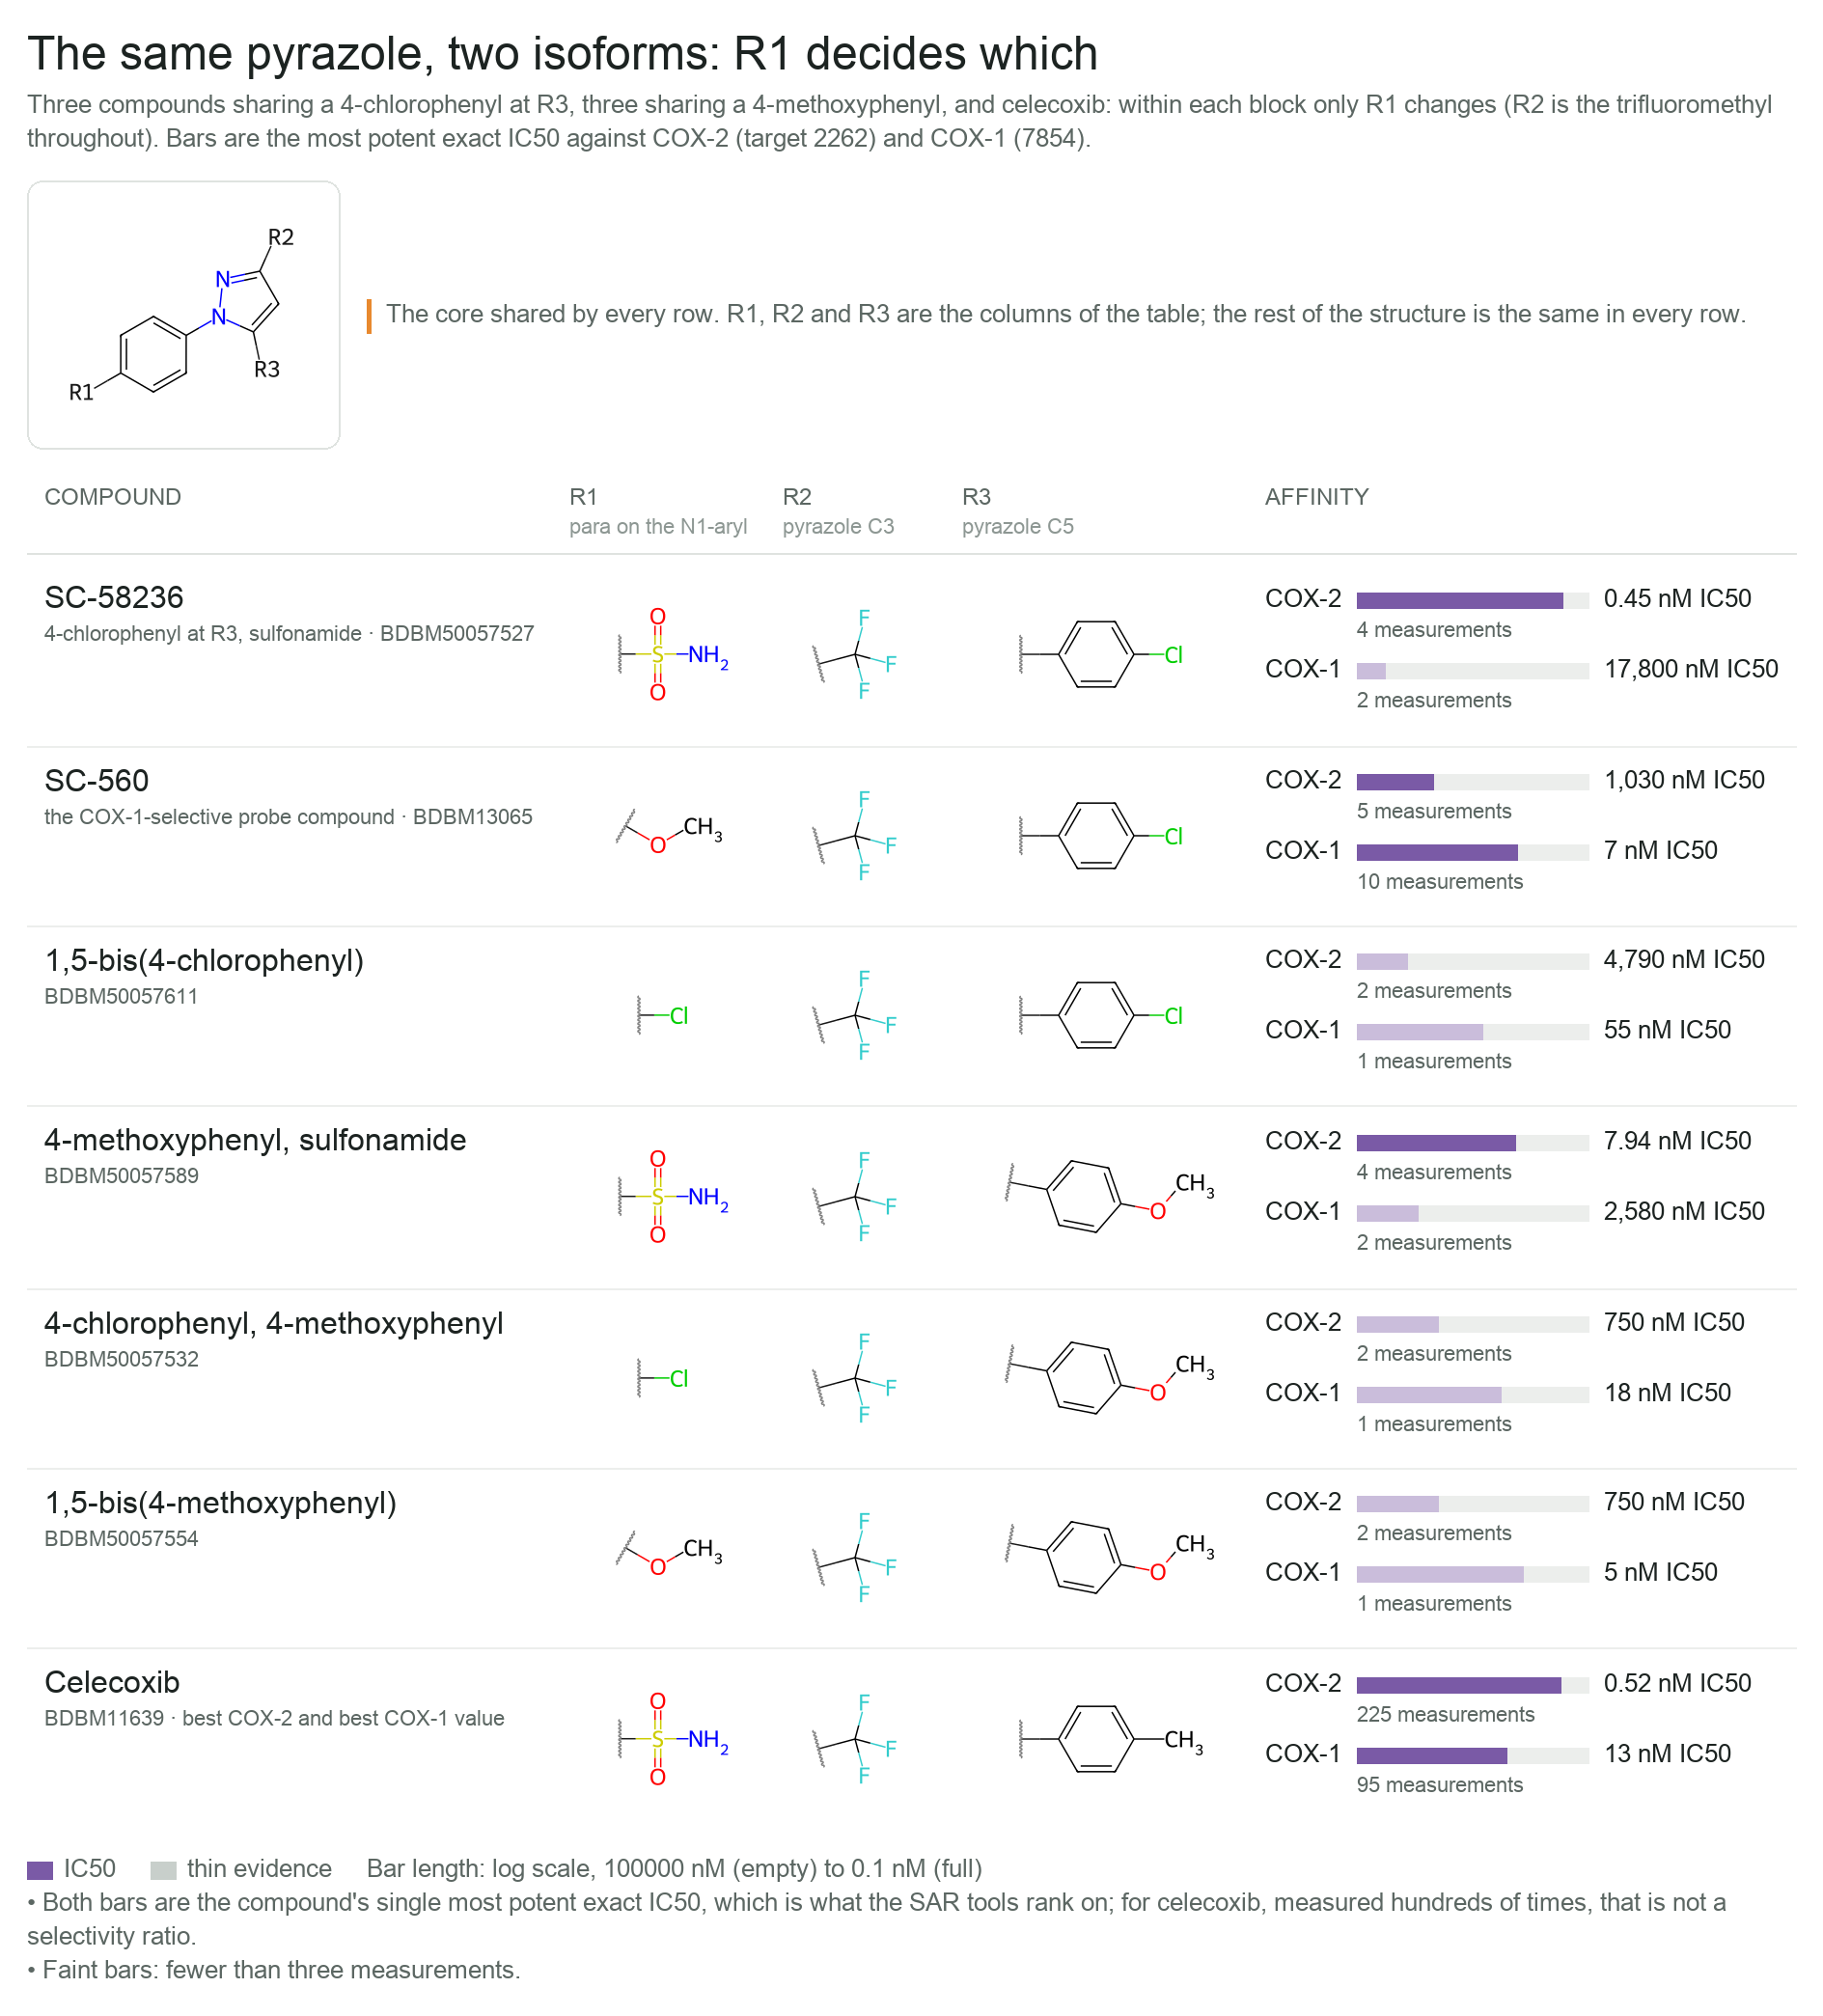 The same pyrazole, two isoforms: R1 decides which
Three compounds sharing a 4-chlorophenyl at R3, three sharing a 4-methoxyphenyl, and celecoxib: within each block only R1 changes (R2 is the trifluoromethyl
throughout). Bars are the most potent exact IC50 against COX-2 (target 2262) and COX-1 (7854).
R2
N
N
R3
R1
The core shared by every row. R1, R2 and R3 are the columns of the table; the rest of the structure is the same in every row.
COMPOUND R1 R2 R3 AFFINITY
para on the N1-aryl pyrazole C3 pyrazole C5
SC-58236
4-chlorophenyl at R3, sulfonamide · BDBM50057527
O
S NH2
O
F
F
F
Cl
COX-2 0.45 nM IC50
4 measurements
COX-1 17,800 nM IC50
2 measurements
SC-560
the COX-1-selective probe compound · BDBM13065
O CH3
F
F
F
Cl
COX-2 1,030 nM IC50
5 measurements
COX-1 7 nM IC50
10 measurements
1,5-bis(4-chlorophenyl)
BDBM50057611
Cl
F
F
F
Cl
COX-2 4,790 nM IC50
2 measurements
COX-1 55 nM IC50
1 measurements
4-methoxyphenyl, sulfonamide
BDBM50057589
O
S NH2
O
F
F
F
O CH3
COX-2 7.94 nM IC50
4 measurements
COX-1 2,580 nM IC50
2 measurements
4-chlorophenyl, 4-methoxyphenyl
BDBM50057532
Cl
F
F
F
O CH3
COX-2 750 nM IC50
2 measurements
COX-1 18 nM IC50
1 measurements
1,5-bis(4-methoxyphenyl)
BDBM50057554
O CH3
F
F
F
O CH3
COX-2 750 nM IC50
2 measurements
COX-1 5 nM IC50
1 measurements
Celecoxib
BDBM11639 · best COX-2 and best COX-1 value
O
S NH2
O
F
F
F
CH3
COX-2 0.52 nM IC50
225 measurements
COX-1 13 nM IC50
95 measurements
IC50 thin evidence Bar length: log scale, 100000 nM (empty) to 0.1 nM (full)
• Both bars are the compound's single most potent exact IC50, which is what the SAR tools rank on; for celecoxib, measured hundreds of times, that is not a
selectivity ratio.
• Faint bars: fewer than three measurements.